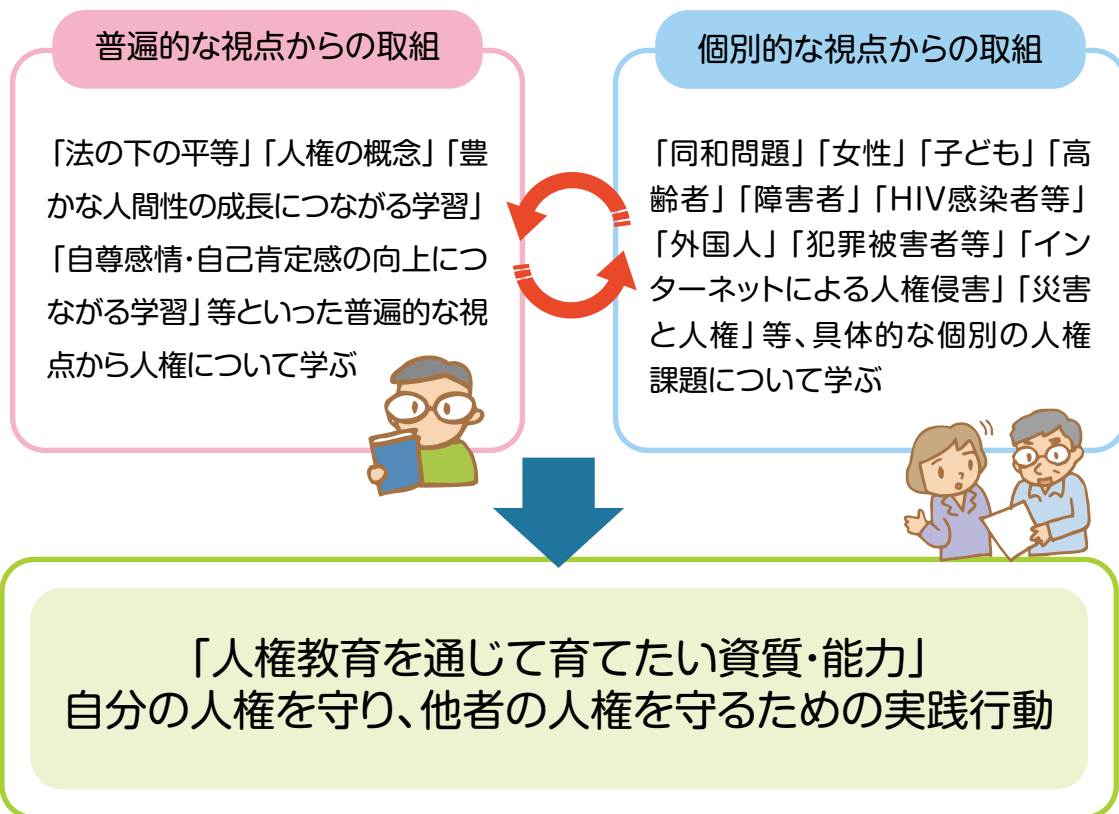 普遍的な視点からの取組
「法の下の平等」「人権の概念」「豊
かな人間性の成長につながる学習」
「自尊感情・自己肯定感の向上につ
ながる学習」等といった普遍的な視
点から人権について学ぶ
個別的な視点からの取組
「同和問題」「女性」「子ども」「高
齢者」「障害者」「HIV感染者等」
「外国人」「犯罪被害者等」「イン
ターネットによる人権侵害」「災害
と人権」等、具体的な個別の人権
課題について学ぶ
「人権教育を通じて育てたい資質・能力」
自分の人権を守り、他者の人権を守るための実践行動